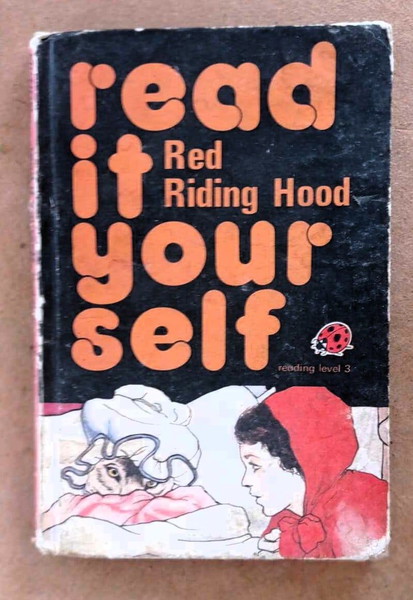 read
it
Red
Riding Hood
your
self
reading level 3